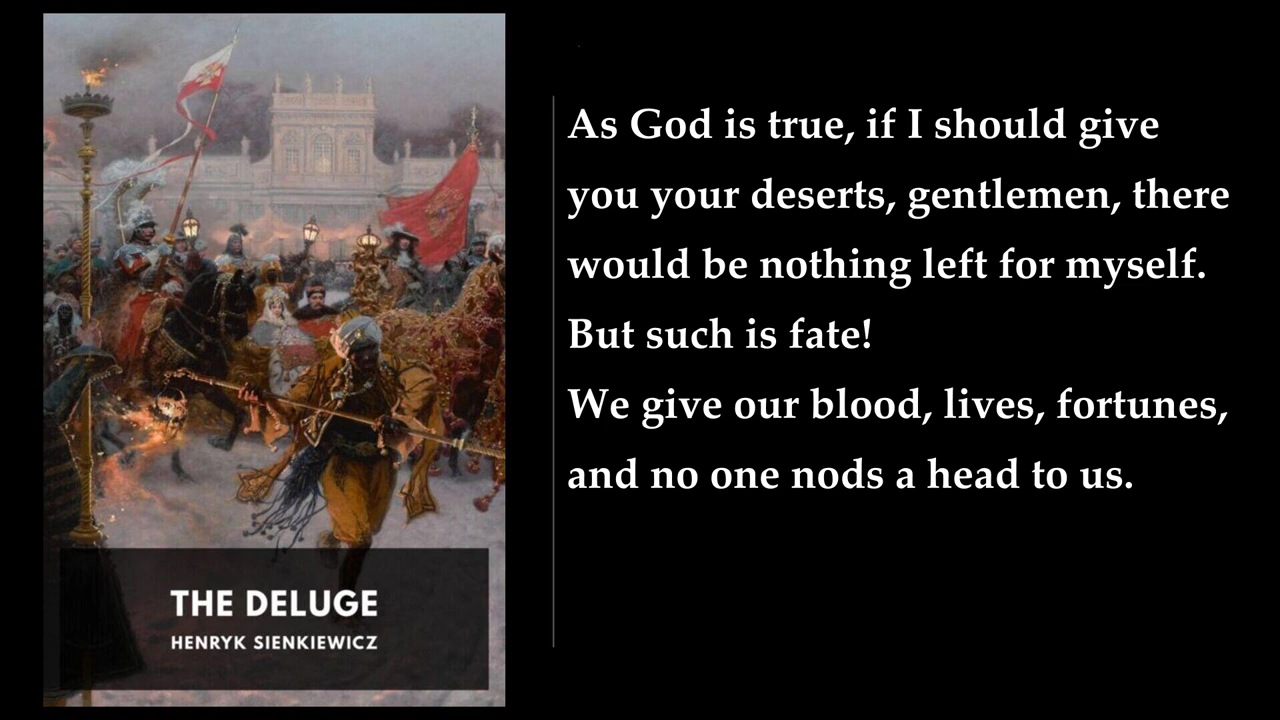 THE DELUGE
HENRYK SIENKIEWICZ
As God is true, if I should give
you your deserts, gentlemen, there
would be nothing left for myself.
But such is fate!
We give our blood, lives, fortunes,
and no one nods a head to us.